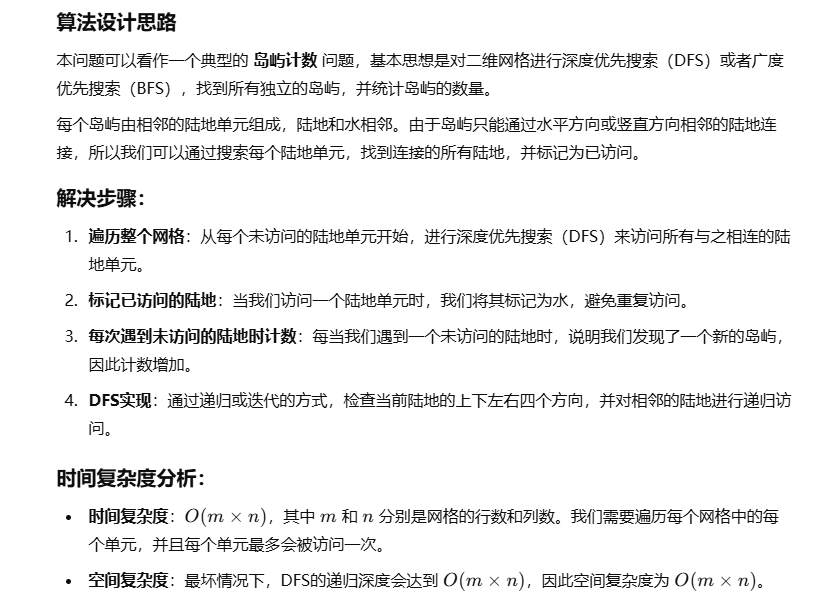 算法设计思路
本问题可以看作一个典型的 岛屿计数 问题，基本思想是对二维网格进行深度优先搜索（DFS）或者广度
优先搜索（BFS），找到所有独立的岛屿，并统计岛屿的数量。
每个岛屿由相邻的陆地单元组成，陆地和水相邻。由于岛屿只能通过水平方向或竖直方向相邻的陆地连
接，所以我们可以通过搜索每个陆地单元，找到连接的所有陆地，并标记为已访问。
解决步骤：
1. 遍历整个网格：从每个未访问的陆地单元开始，进行深度优先搜索（DFS）来访问所有与之相连的陆
地单元。
2. 标记已访问的陆地：当我们访问一个陆地单元时，我们将其标记为水，避免重复访问。
3. 每次遇到未访问的陆地时计数：每当我们遇到一个未访问的陆地时，说明我们发现了一个新的岛屿，
因此计数增加。
4. DFS实现：通过递归或迭代的方式，检查当前陆地的上下左右四个方向，并对相邻的陆地进行递归访
问。
时间复杂度分析：
• 时间复杂度：O(m × n)，其中 m 和 n 分别是网格的行数和列数。我们需要遍历每个网格中的每
个单元，并且每个单元最多会被访问一次。
• 空间复杂度：最坏情况下，DFS的递归深度会达到 O(m × n)，因此空间复杂度为 O(m × n)。